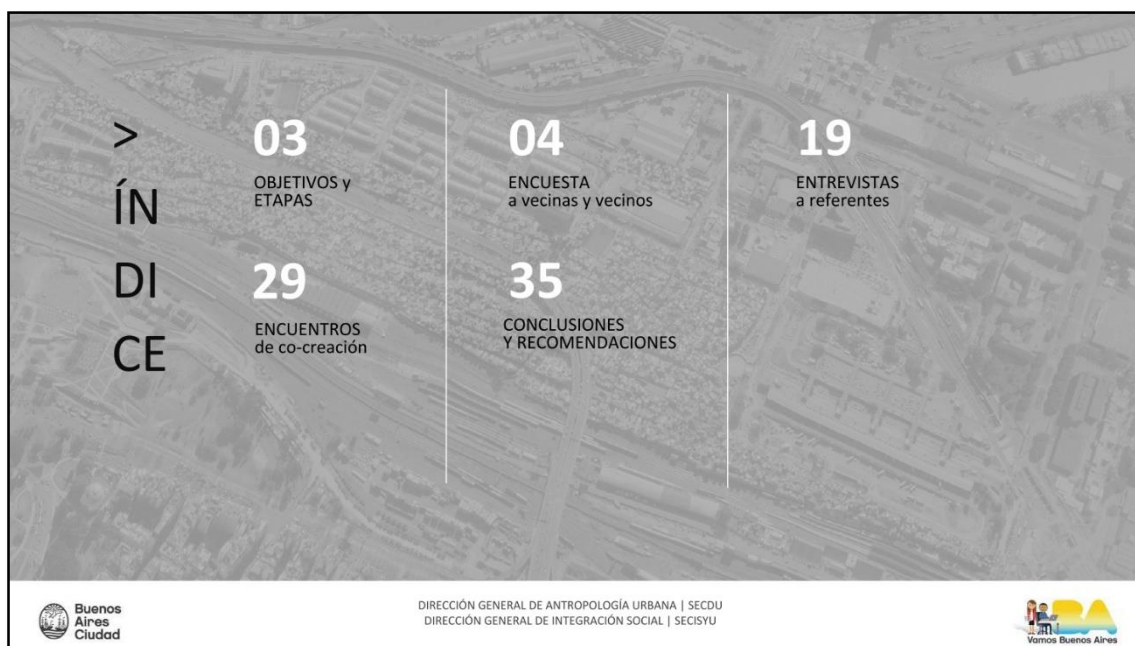 >
ÍN
DI
CE
03
OBJETIVOS y
ETAPAS
04
ENCUESTA
a vecinas y vecinos
19
ENTREVISTAS
a referentes
29
ENCUENTROS
de co-creación
35
CONCLUSIONES
Y RECOMENDACIONES
Buenos
Aires
Ciudad
DIRECCIÓN GENERAL DE ANTROPOLOGÍA URBANA | SECDU
DIRECCIÓN GENERAL DE INTEGRACIÓN SOCIAL | SECISYU
BA
Vamos Buenos Aires